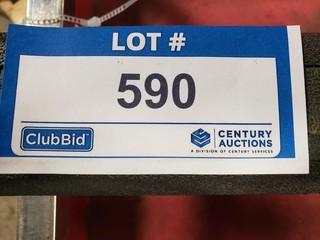 LOT #
590
ClubBid
CENTURY
AUCTIONS
A DIVISION OF CENTURY SERVICES